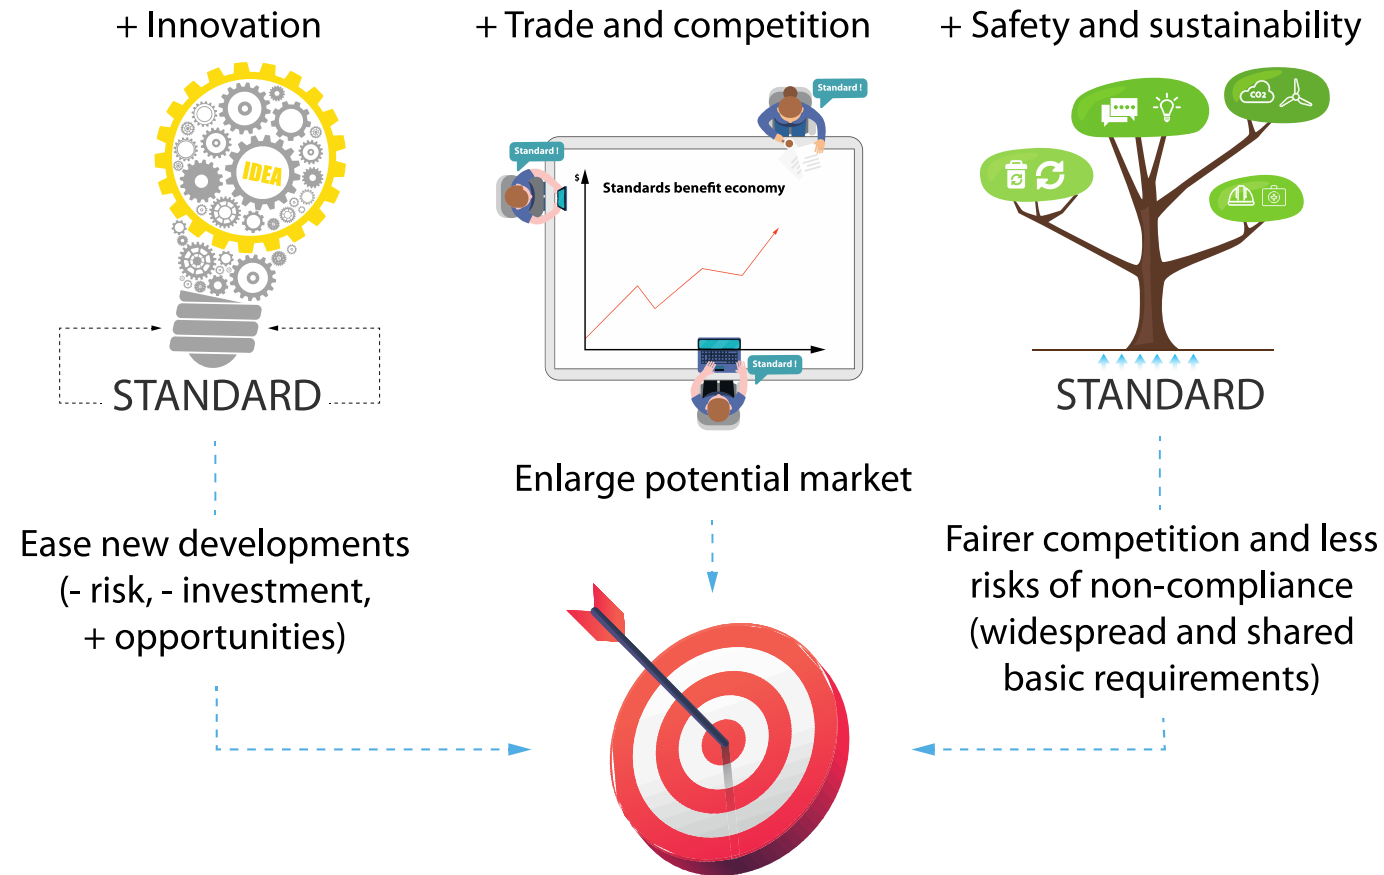 + Innovation
+ Trade and competition
+ Safety and sustainability
IDEA
STANDARD
Standard !
Standard !
$
Standards benefit economy
Standard !
CO2
STANDARD
Ease new developments
(- risk, - investment,
+ opportunities)
Enlarge potential market
Fairer competition and less
risks of non-compliance
(widespread and shared
basic requirements)